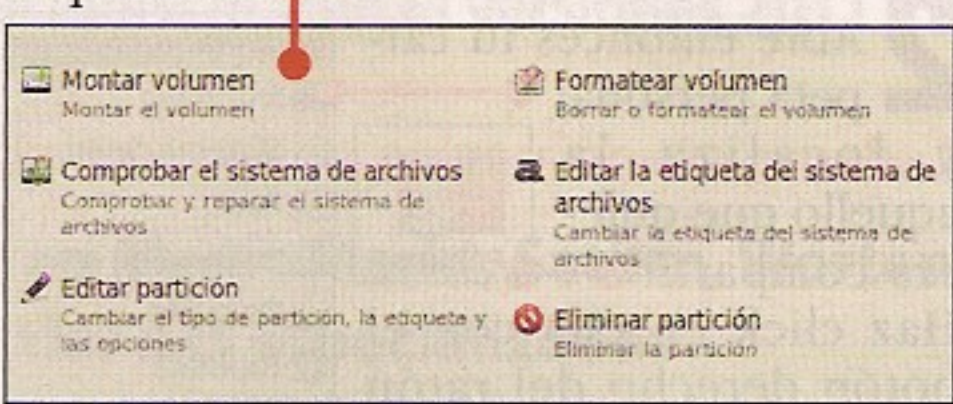 Montar volumen
Montar el volumen
Comprobar el sistema de archivos
Comprobar y reparar el sistema de
archivos
Editar partición
Cambiar el tipo de partición, la etiqueta y
las opciones
Formatear volumen
Borrar o formatear el volumen
Editar la etiqueta del sistema de
archivos
Cambiar la etiqueta del sistema de
archivos
Eliminar partición
Eliminar la partición